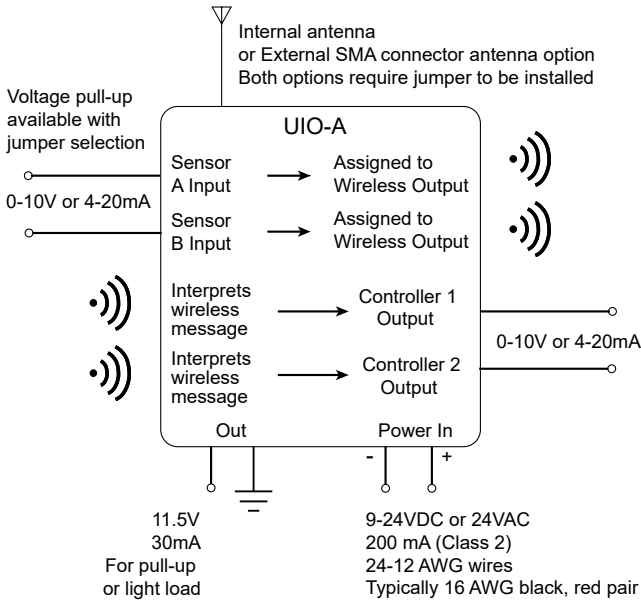 Internal antenna
or External SMA connector antenna option
Both options require jumper to be installed
Voltage pull-up
available with
jumper selection
UIO-A
Sensor
A Input
Assigned to
Wireless Output
0-10V or 4-20mA
Sensor
B Input
Assigned to
Wireless Output
Interprets
wireless
message
Controller 1
Output
0-10V or 4-20mA
Interprets
wireless
message
Controller 2
Output
Out
Power In
- +
11.5V
30mA
For pull-up
or light load
9-24VDC or 24VAC
200 mA (Class 2)
24-12 AWG wires
Typically 16 AWG black, red pair